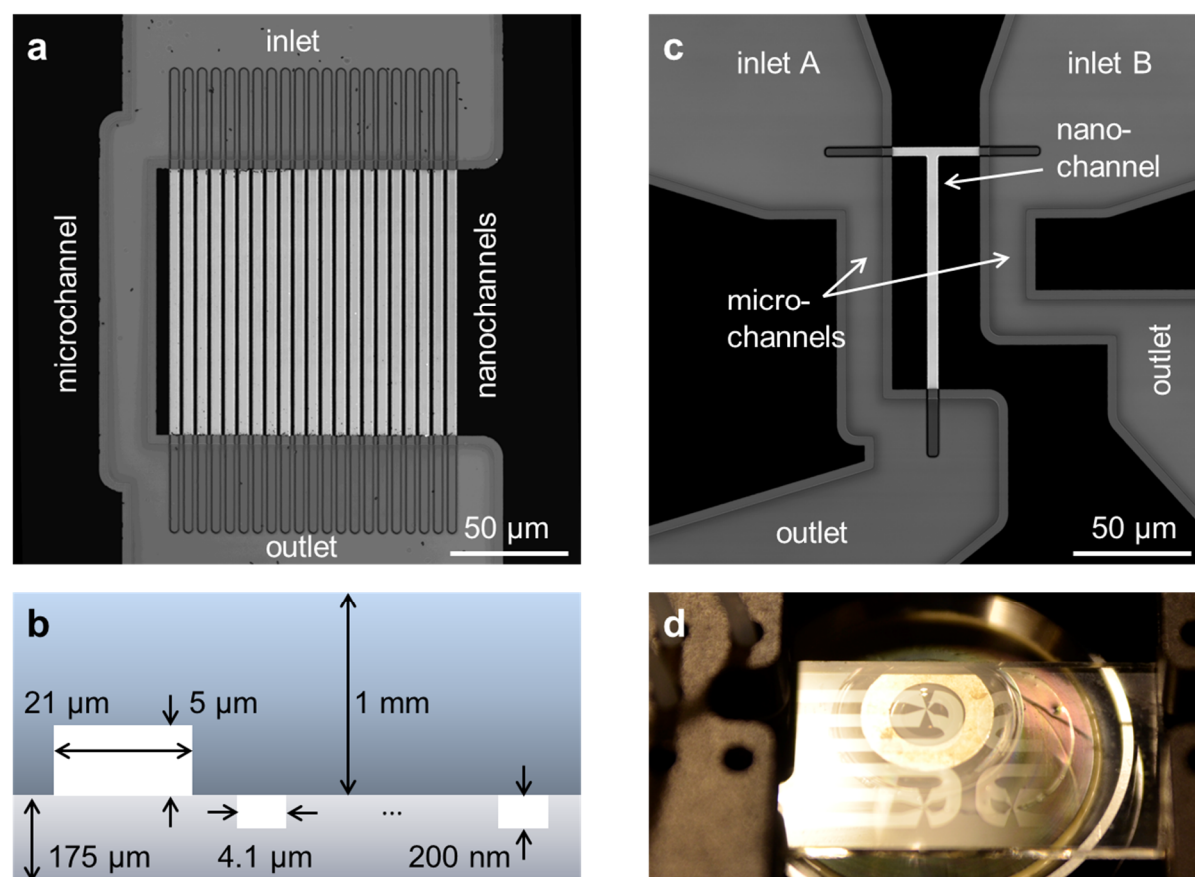 a
inlet
microchannel
nanochannels
50 µm
outlet
c
inlet A
inlet B
nano-
channel
micro-
channels
outlet
outlet
50 µm
b
21 µm
5 µm
1 mm
175 µm
4.1 µm
...
200 nm
d